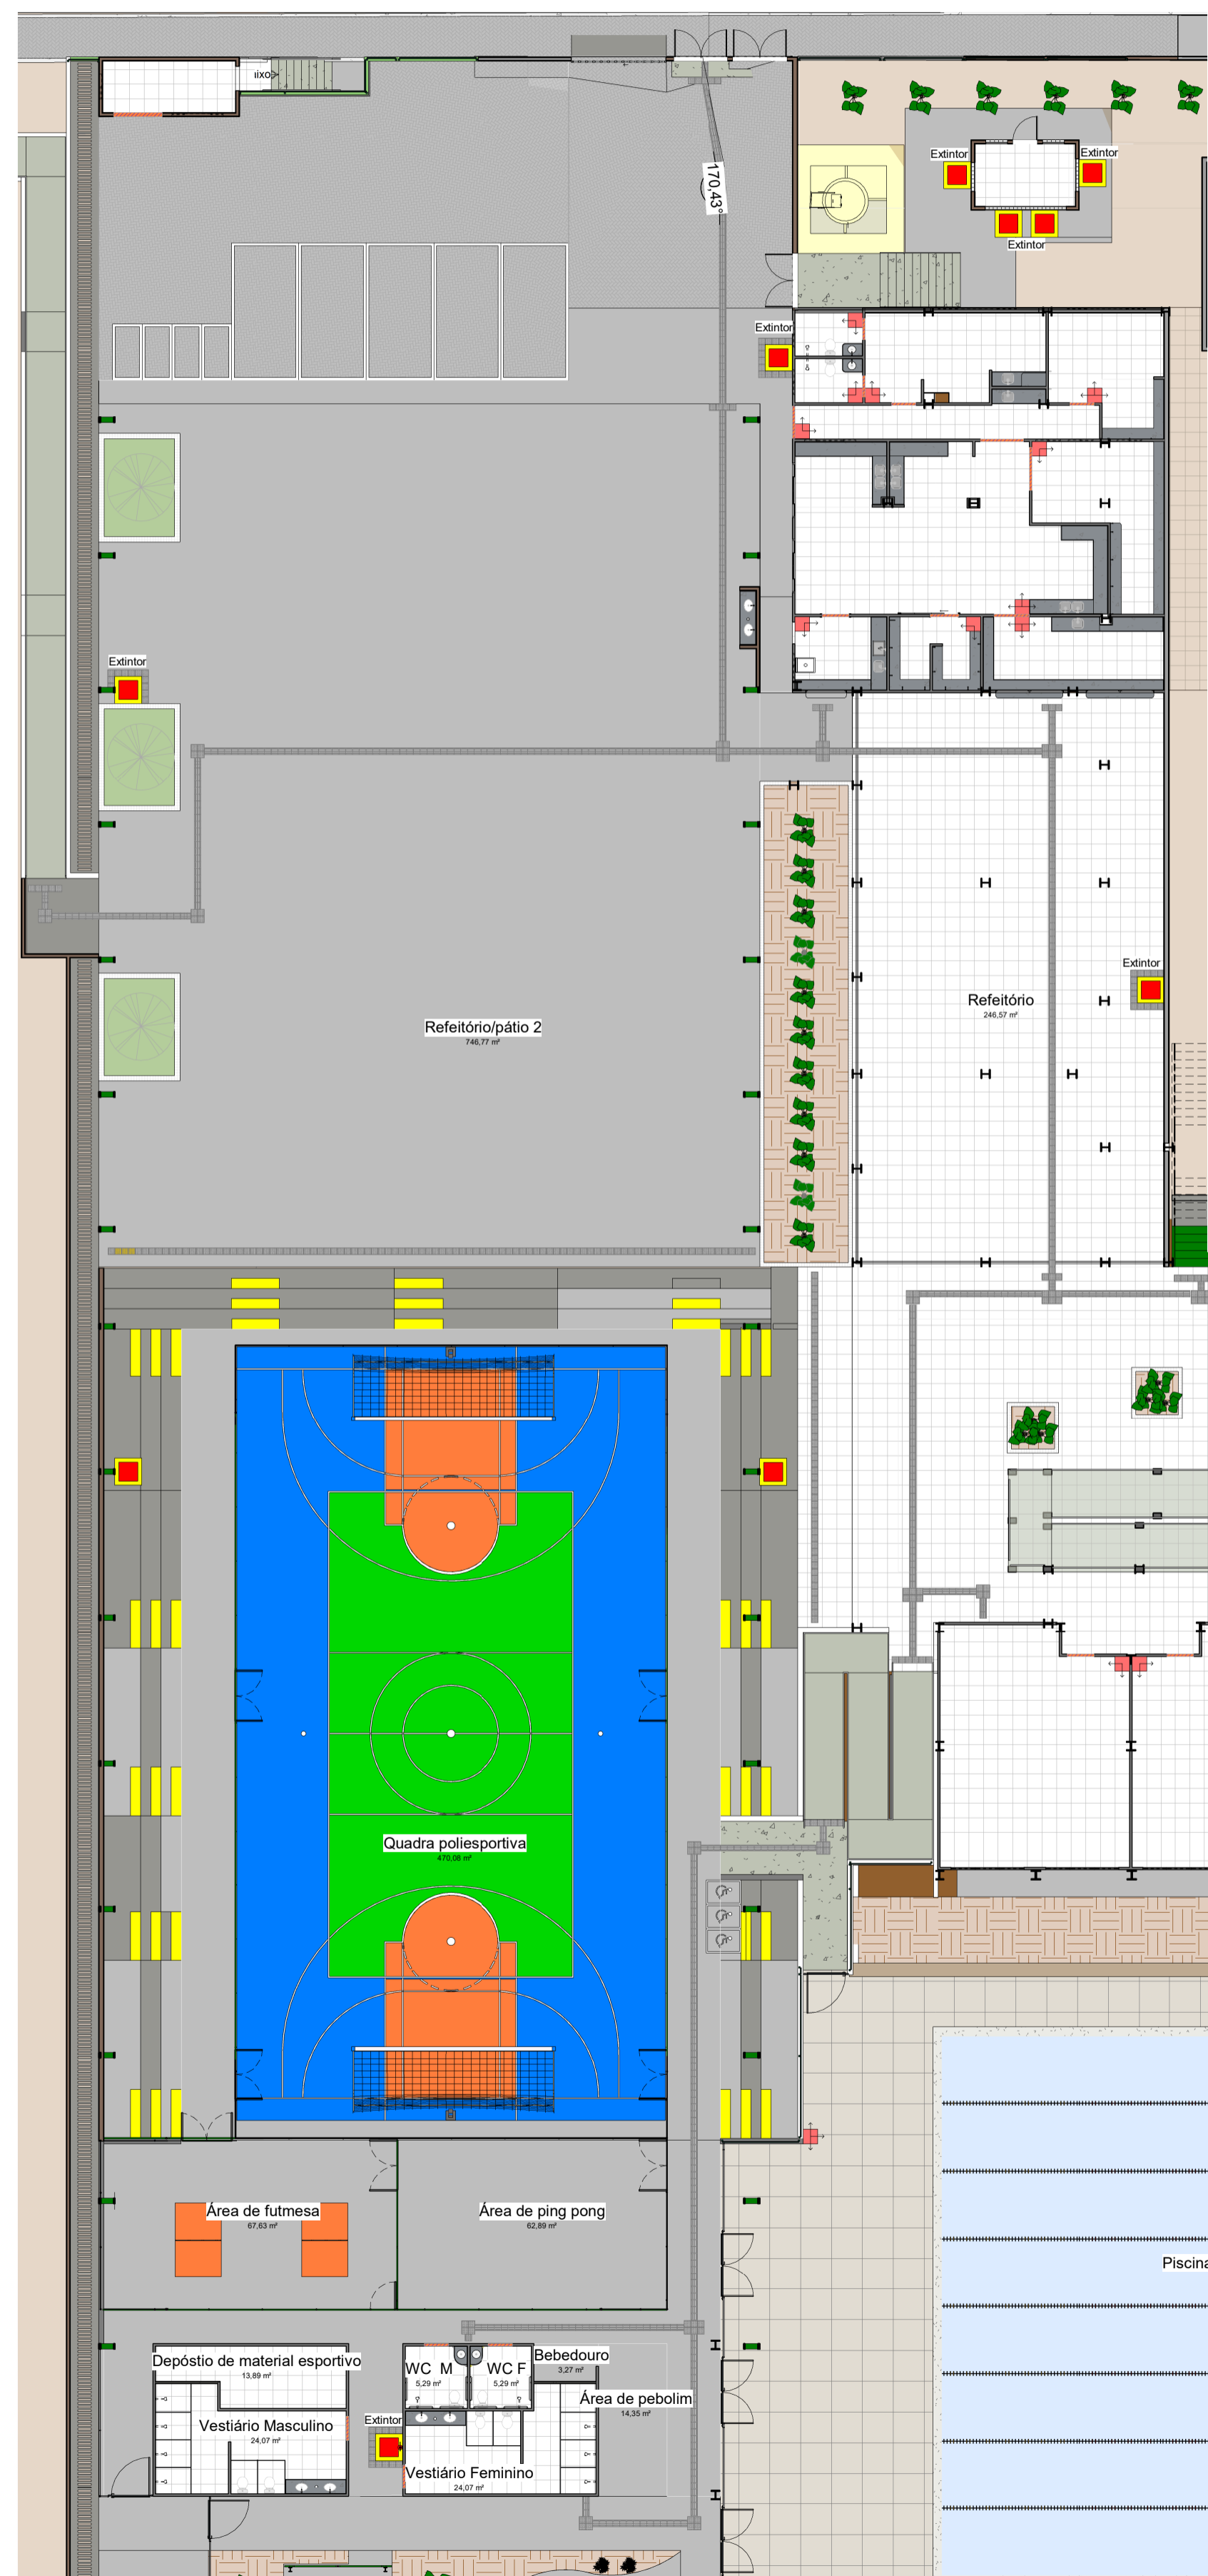 lixo
170,43°
Extintor
Extintor
Extintor
Extintor
Extintor
Extintor
Refeitório
246,57 m²
Refeitório/pátio 2
746,77 m²
Quadra poliesportiva
470,08 m²
Área de futmesa
67,63 m²
Área de ping pong
62,89 m²
Piscina
Depóstio de material esportivo
13,89 m²
WC M
5,29 m²
WC F
5,29 m²
Bebedouro
3,27 m²
Área de pebolim
14,35 m²
Vestiário Masculino
24,07 m²
Extintor
Vestiário Feminino
24,07 m²